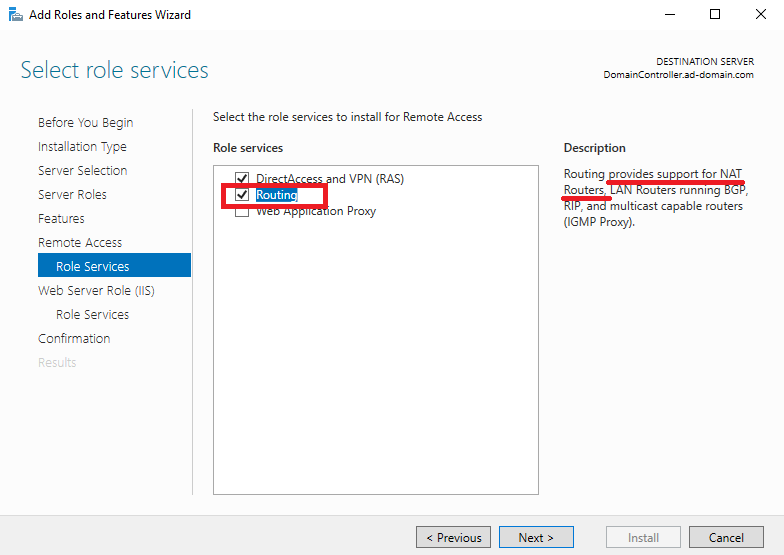 Add Roles and Features Wizard
Select role services
DESTINATION SERVER
DomainController.ad-domain.com
Before You Begin
Installation Type
Server Selection
Server Roles
Features
Remote Access
Role Services
Web Server Role (IIS)
Role Services
Confirmation
Results
Select the role services to install for Remote Access
Role services
DirectAccess and VPN (RAS)
Routing
Web Application Proxy
Description
Routing provides support for NAT
Routers, LAN Routers running BGP,
RIP, and multicast capable routers
(IGMP Proxy).
< Previous
Next >
Install
Cancel